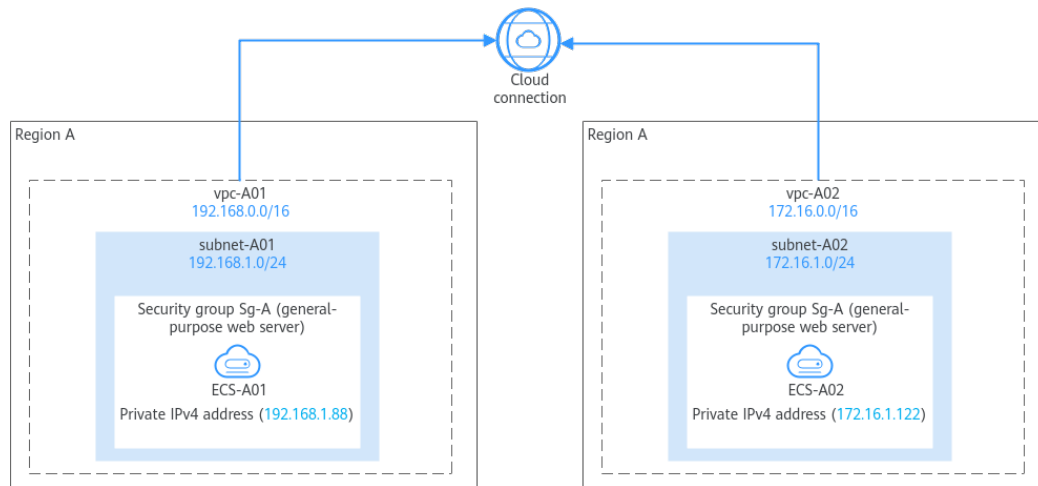 Cloud
connection
Region A
vpc-A01
192.168.0.0/16
subnet-A01
192.168.1.0/24
Security group Sg-A (general-
purpose web server)
ECS-A01
Private IPv4 address (192.168.1.88)
Region A
vpc-A02
172.16.0.0/16
subnet-A02
172.16.1.0/24
Security group Sg-A (general-
purpose web server)
ECS-A02
Private IPv4 address (172.16.1.122)